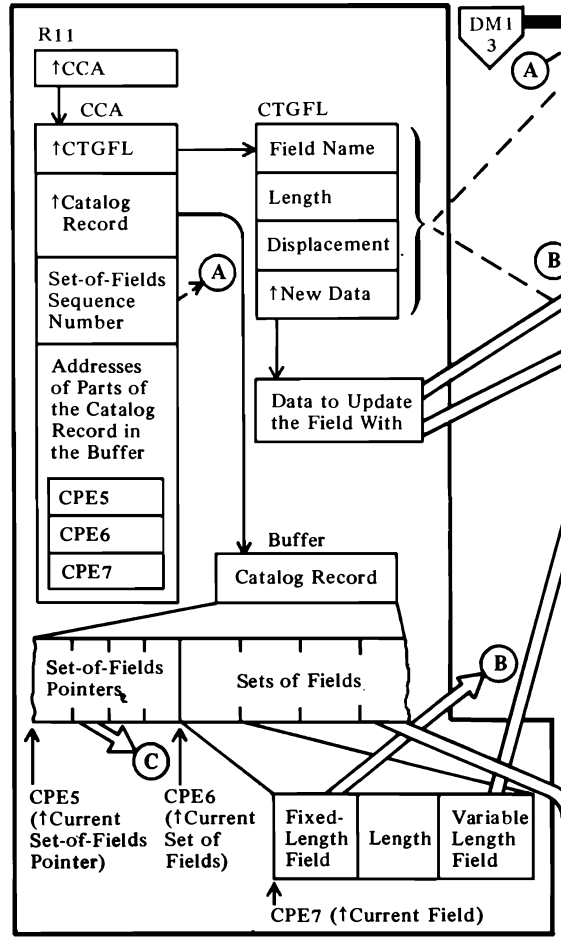 R11
↑CCA
DM1
3
A
CCA
CTGFL
↑CTGFL
Field Name
↑Catalog
Record
Length
Displacement
A
Set-of-Fields
Sequence
Number
↑New Data
B
Addresses
of Parts of
the Catalog
Record in
the Buffer
Data to Update
the Field With
CPE5
CPE6
CPE7
Buffer
Catalog Record
Set-of-Fields
Pointers
Sets of Fields
B
C
CPE5
(↑Current
Set-of-Fields
Pointer)
CPE6
(↑Current
Set of
Fields)
Fixed-
Length
Field
Length
Variable
Length
Field
CPE7 (↑Current Field)